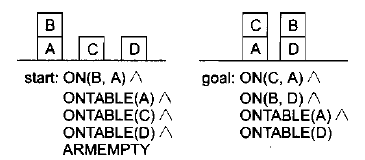 B
A C D
C B
A D
start: ON(B, A) ∧
ONTABLE(A) ∧
ONTABLE(C) ∧
ONTABLE(D) ∧
ARMEMPTY
goal: ON(C, A) ∧
ON(B, D) ∧
ONTABLE(A) ∧
ONTABLE(D)